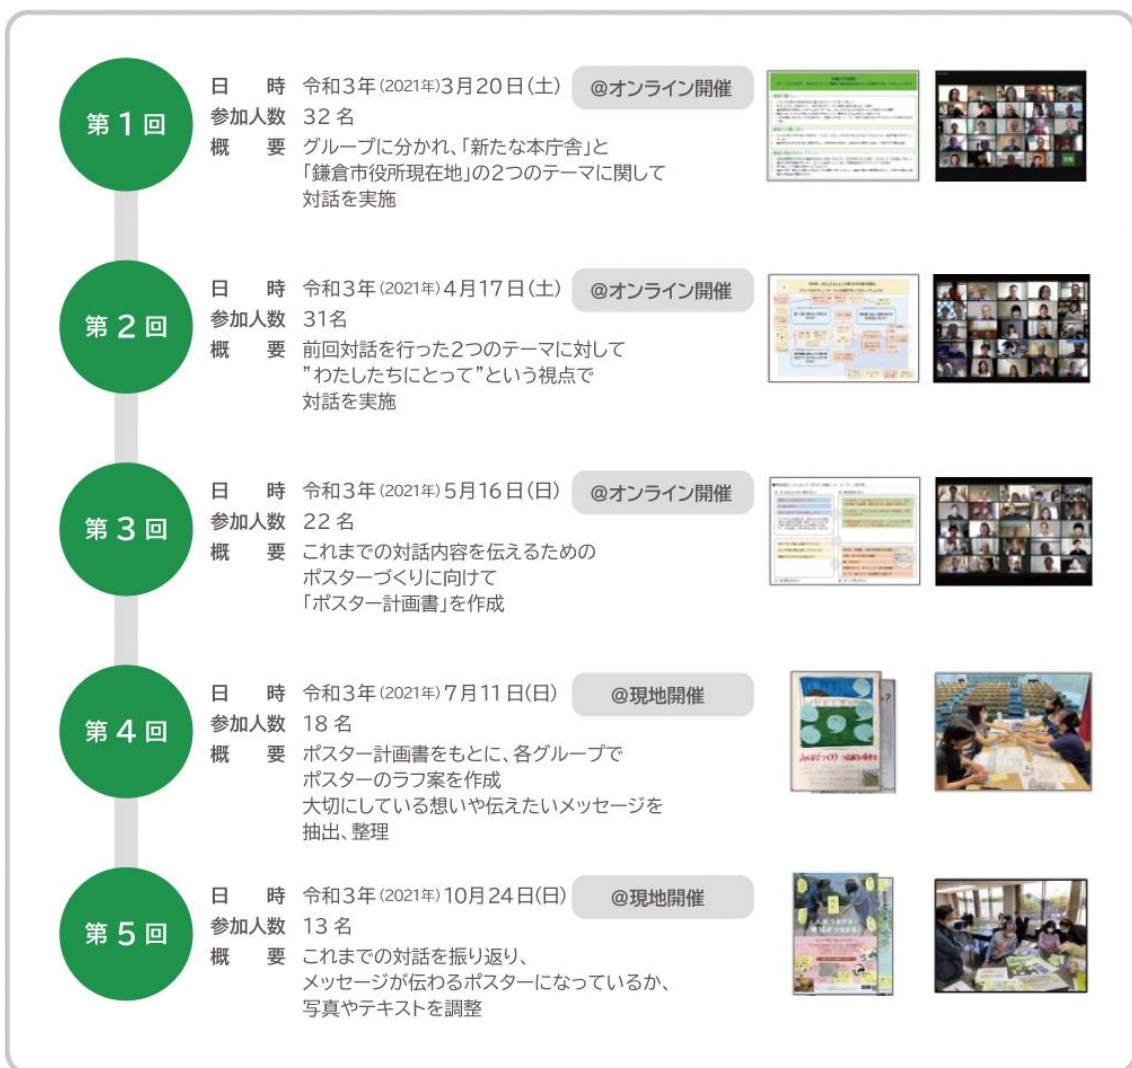 第1回
日　時 令和3年(2021年)3月20日(土) @オンライン開催
参加人数 32名
概　要 グループに分かれ、「新たな本庁舎」と
「鎌倉市役所現在地」の2つのテーマに関して
対話を実施
第2回
日　時 令和3年(2021年)4月17日(土) @オンライン開催
参加人数 31名
概　要 前回対話を行った2つのテーマに対して
”わたしたちにとって”という視点で
対話を実施
第3回
日　時 令和3年(2021年)5月16日(日) @オンライン開催
参加人数 22名
概　要 これまでの対話内容を伝えるための
ポスターづくりに向けて
「ポスター計画書」を作成
第4回
日　時 令和3年(2021年)7月11日(日) @現地開催
参加人数 18名
概　要 ポスター計画書をもとに、各グループで
ポスターのラフ案を作成
大切にしている想いや伝えたいメッセージを
抽出、整理
第5回
日　時 令和3年(2021年)10月24日(日) @現地開催
参加人数 13名
概　要 これまでの対話を振り返り、
メッセージが伝わるポスターになっているか、
写真やテキストを調整